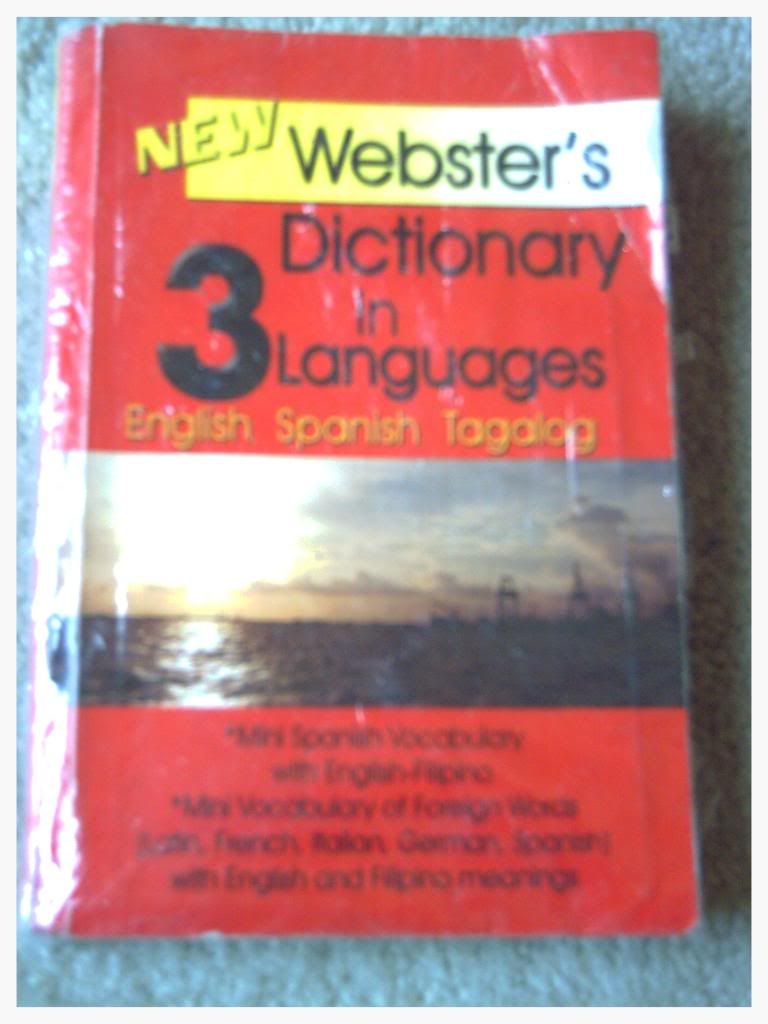 NEW Webster's
Dictionary
3 in
Languages
English Spanish Tagalog
*Mini Spanish Vocabulary
with English-Filipino
*Mini Vocabulary of Foreign Words
(Latin, French, Italian, German, Spanish)
with English and Filipino meanings